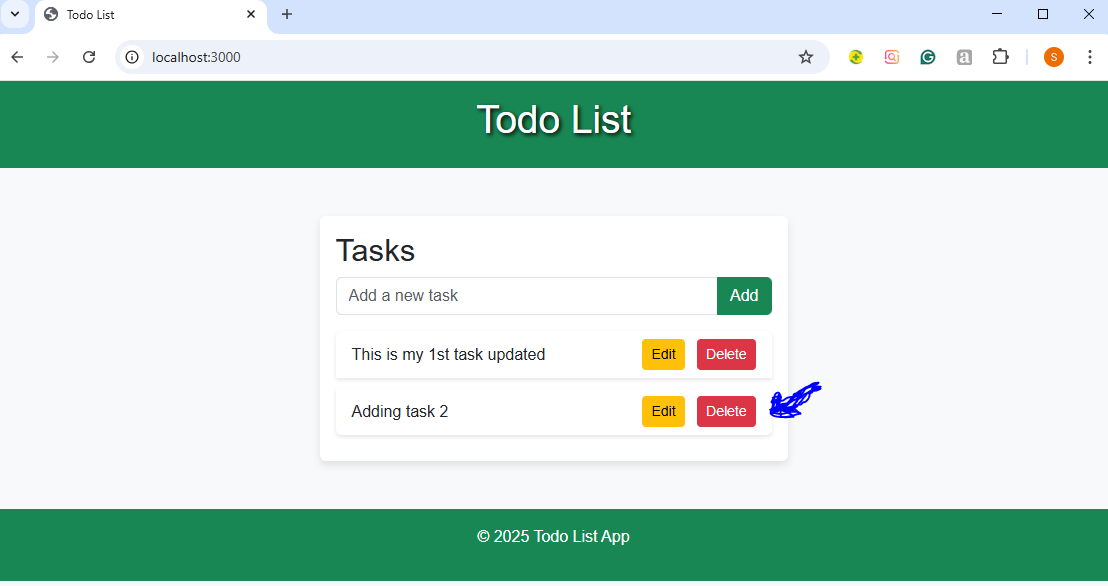 Todo List
localhost:3000
S
Todo List
Tasks
Add a new task Add
This is my 1st task updated Edit Delete
Adding task 2 Edit Delete
© 2025 Todo List App